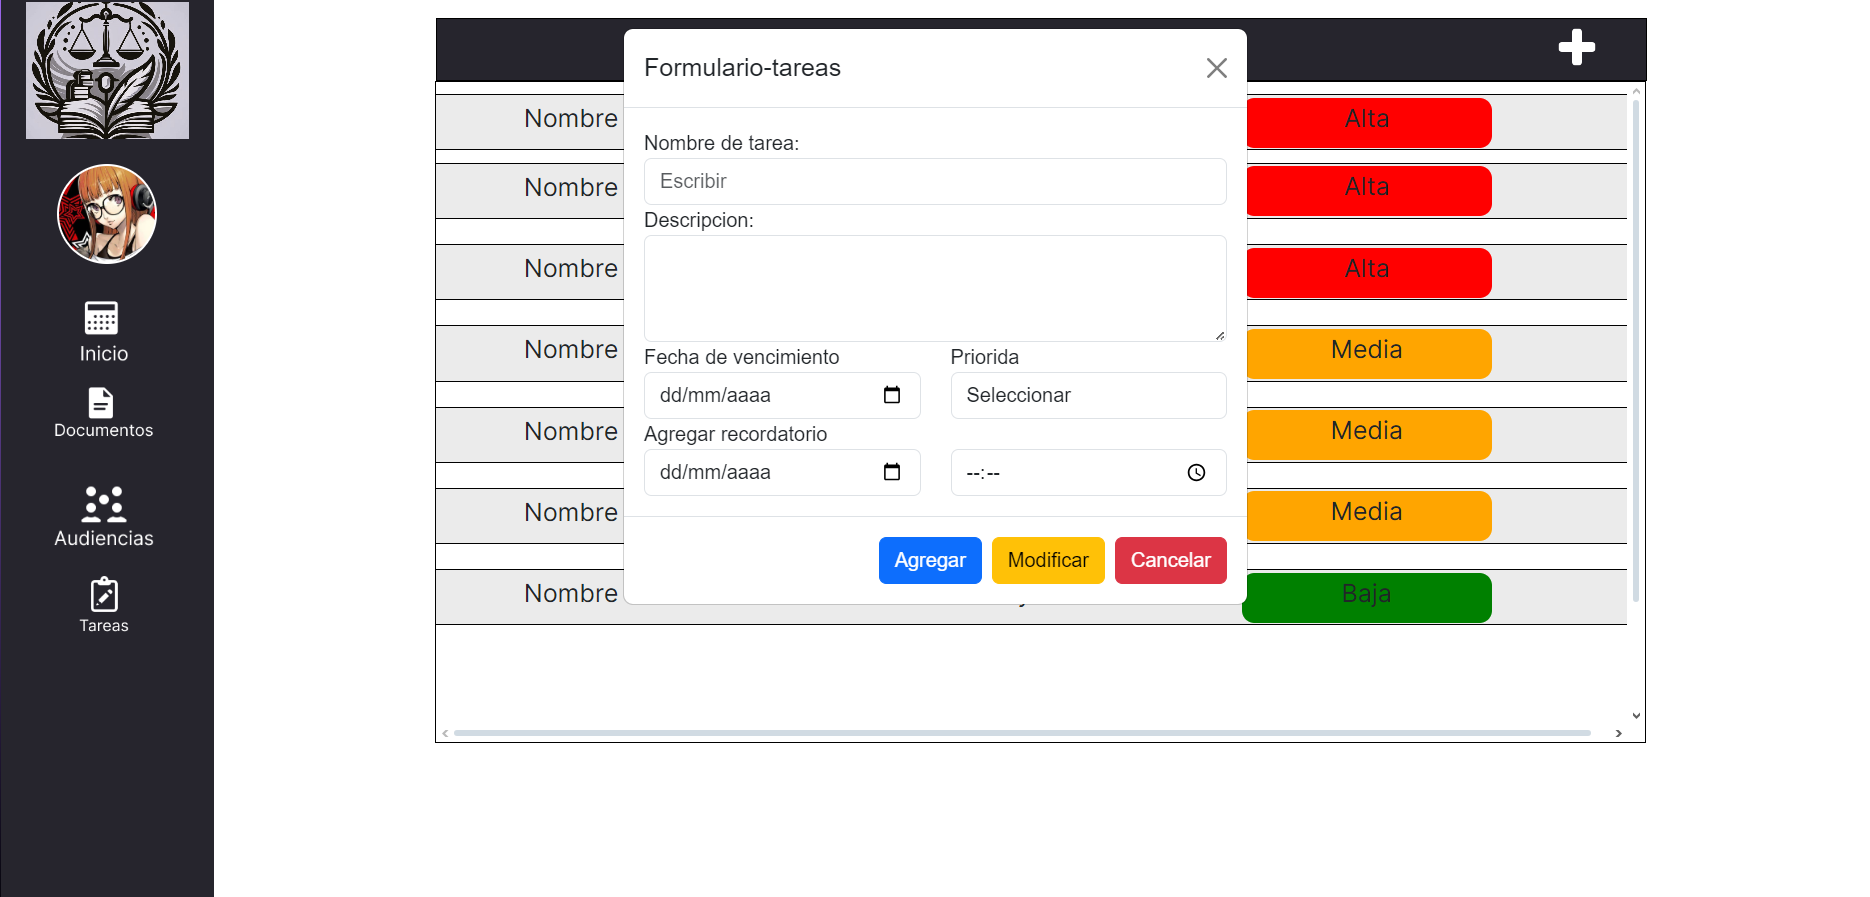 Inicio
Documentos
Audiencias
Tareas
Formulario-tareas
Nombre de tarea:
Escribir
Descripcion:
Fecha de vencimiento Priorida
dd/mm/aaaa Seleccionar
Agregar recordatorio
dd/mm/aaaa --:--
Agregar Modificar Cancelar
Nombre Alta
Nombre Alta
Nombre Alta
Nombre Media
Nombre Media
Nombre Media
Nombre Baja